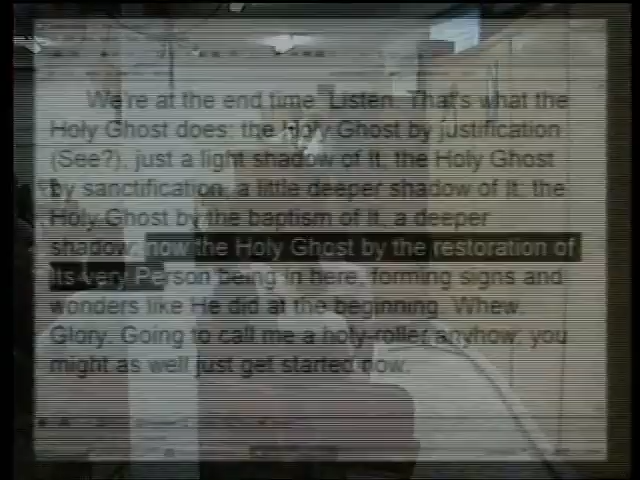 We're at the end time. Listen. That's what the
Holy Ghost does: the Holy Ghost by justification
(See?), just a light shadow of It, the Holy Ghost
by sanctification, a little deeper shadow of It, the
Holy Ghost by the baptism of It, a deeper
shadow; now the Holy Ghost by the restoration of
Its very Person being in here, forming signs and
wonders like He did at the beginning. Whew.
Glory. Going to call me a holy-roller anyhow, you
might as well just get started now.